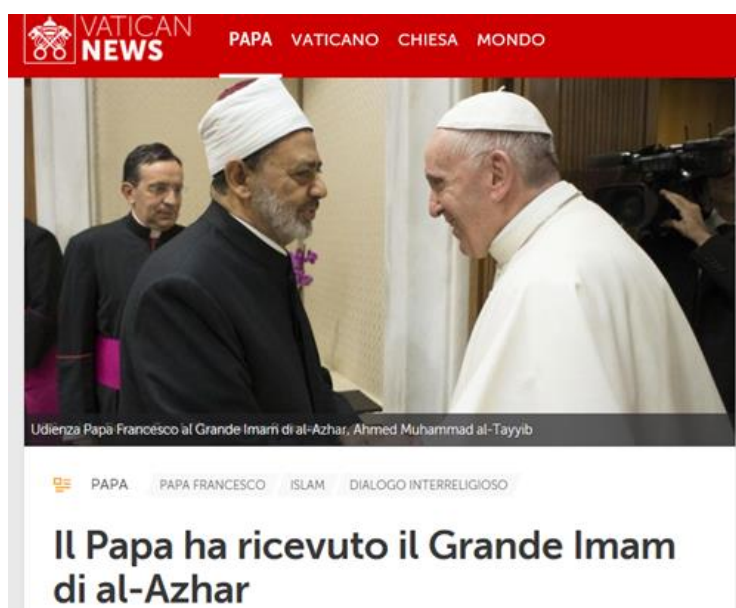 VATICAN
NEWS
PAPA VATICANO CHIESA MONDO
Udienza Papa Francesco al Grande Imam di al-Azhar, Ahmed Muhammad al-Tayyib
PAPA PAPA FRANCESCO ISLAM DIALOGO INTERRELIGIOSO
Il Papa ha ricevuto il Grande Imam
di al-Azhar